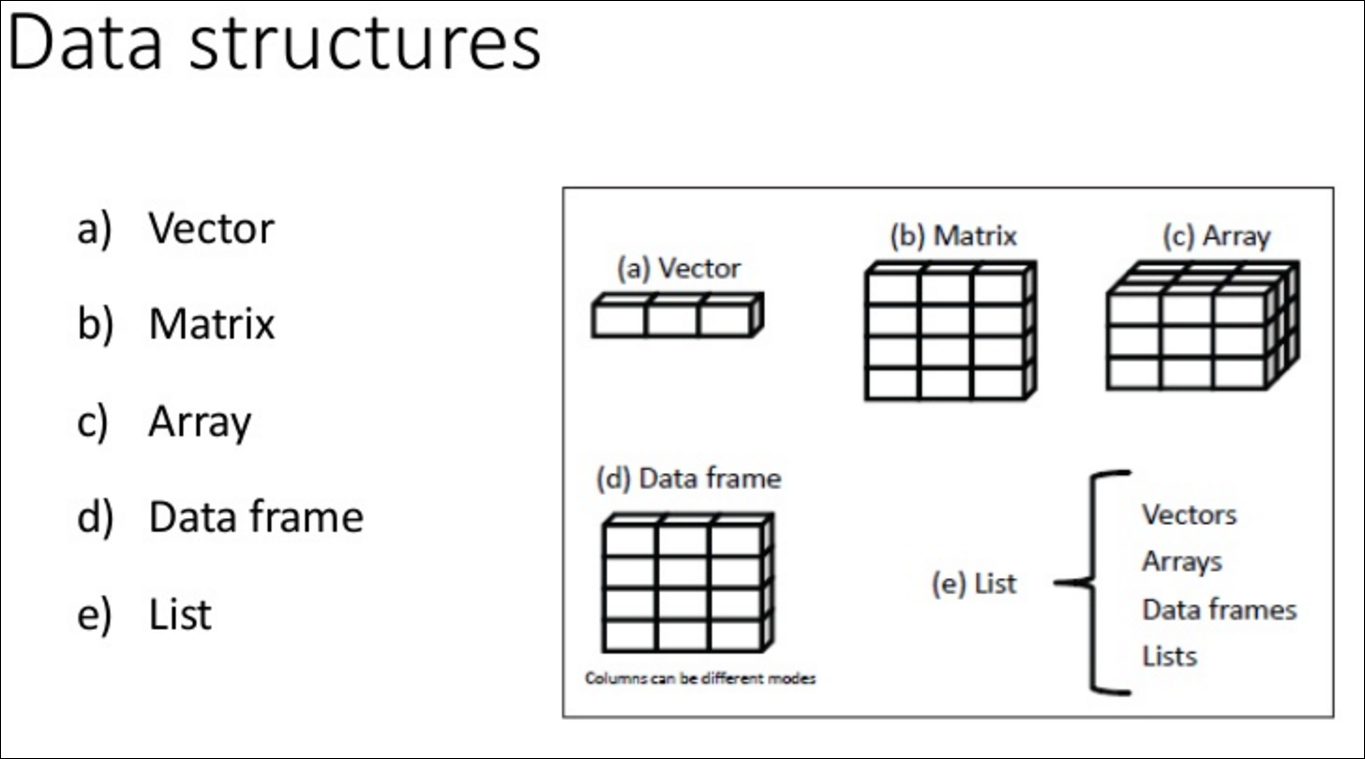 Data structures
a) Vector
b) Matrix
c) Array
d) Data frame
e) List
(a) Vector
(b) Matrix
(c) Array
(d) Data frame
Columns can be different modes
(e) List
Vectors
Arrays
Data frames
Lists